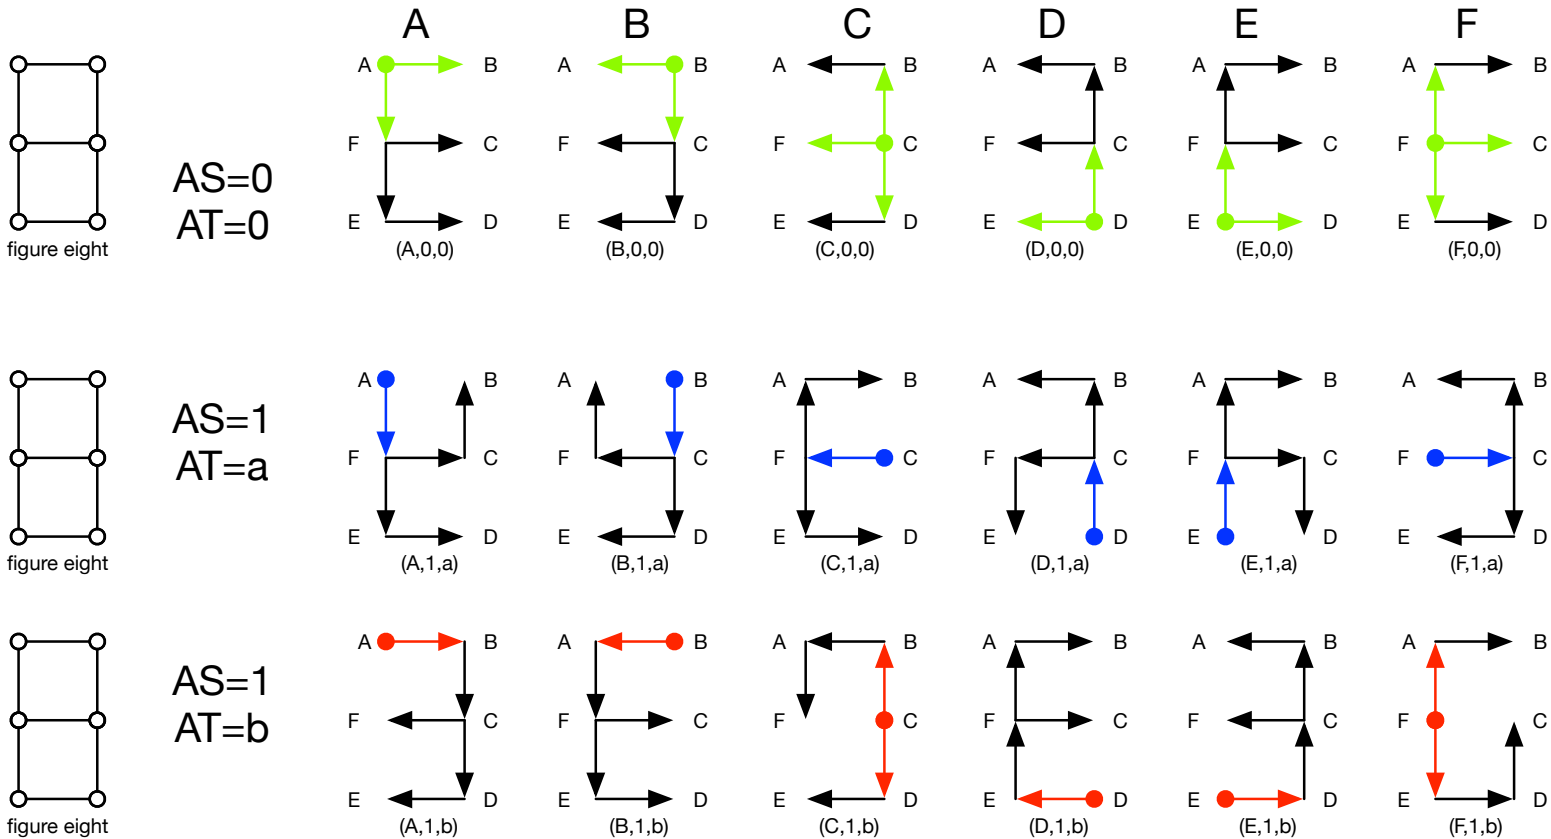 A B C D E F
A B A B A B A B A B A B
F C F C F C F C F C F C
AS=0
AT=0
E D E D E D E D E D E D
figure eight (A,0,0) (B,0,0) (C,0,0) (D,0,0) (E,0,0) (F,0,0)
A B A B A B A B A B A B
AS=1
F C F C F C F C F C F C
AT=a
E D E D E D E D E D E D
figure eight (A,1,a) (B,1,a) (C,1,a) (D,1,a) (E,1,a) (F,1,a)
A B A B A B A B A B A B
AS=1
F C F C F C F C F C F C
AT=b
E D E D E D E D E D E D
figure eight (A,1,b) (B,1,b) (C,1,b) (D,1,b) (E,1,b) (F,1,b)